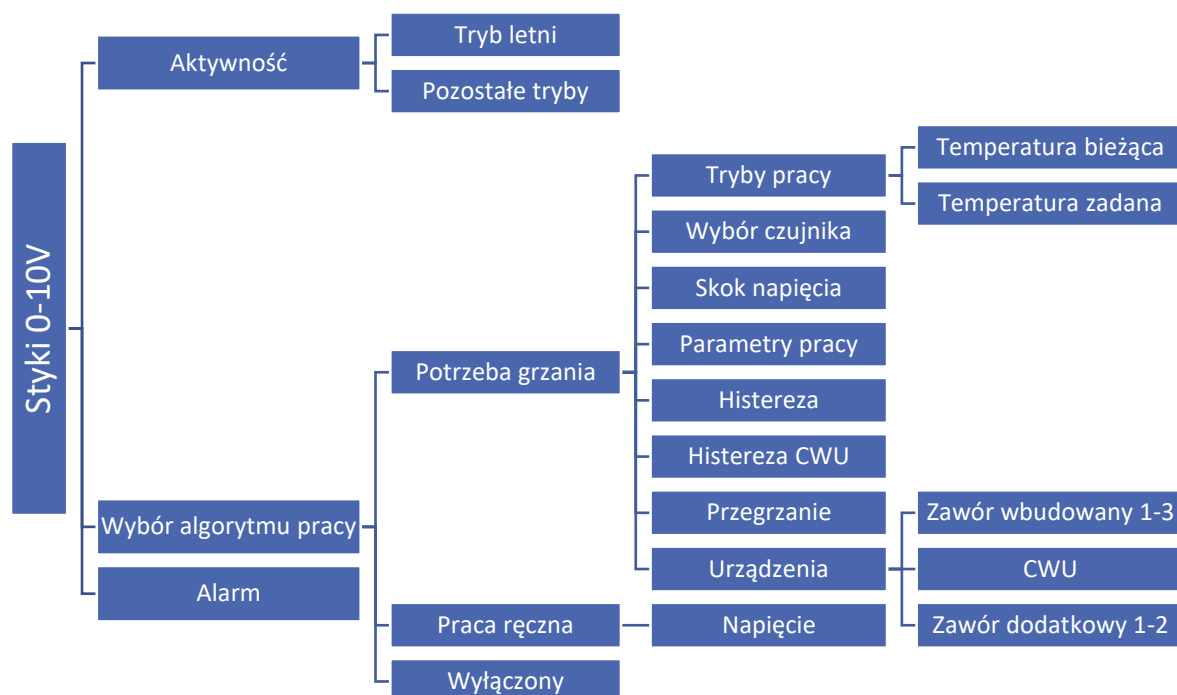 Styki 0-10V
Aktywność
Tryb letni
Pozostałe tryby
Wybór algorytmu pracy
Potrzeba grzania
Tryby pracy
Temperatura bieżąca
Temperatura zadana
Wybór czujnika
Skok napięcia
Parametry pracy
Histereza
Histereza CWU
Przegrzanie
Urządzenia
Zawór wbudowany 1-3
CWU
Zawór dodatkowy 1-2
Praca ręczna
Napięcie
Wyłączony
Alarm